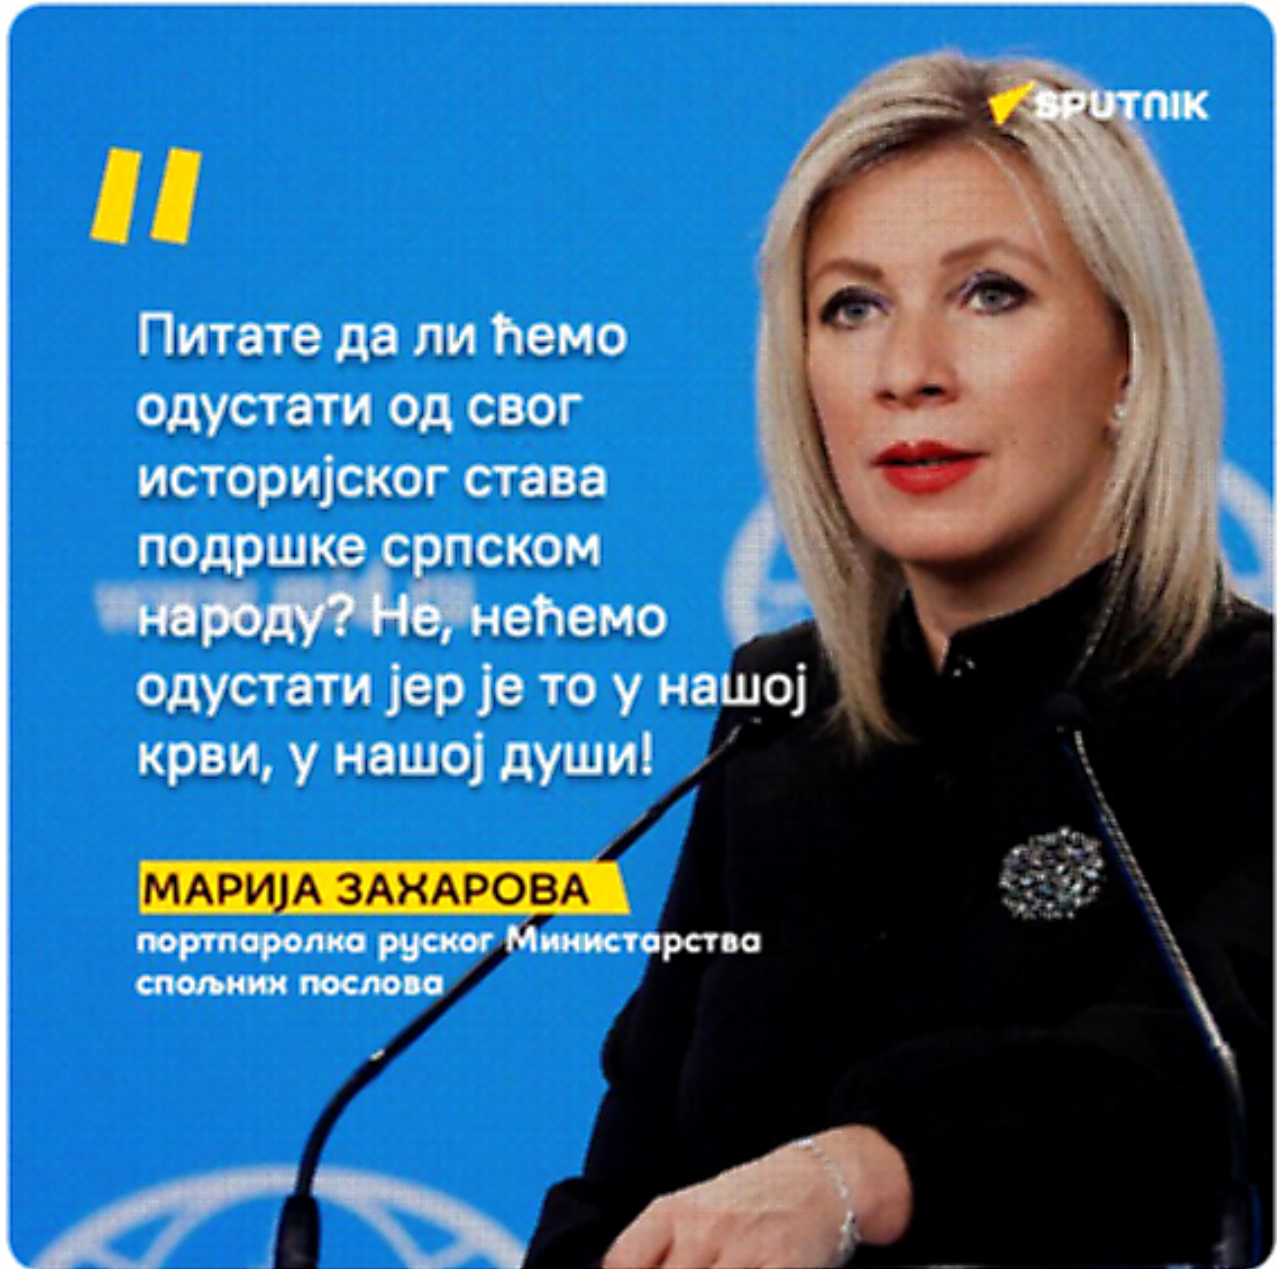 SPUTNIK
Питате да ли ћемо
одустати од свог
историјског става
подршке српском
народу? Не, нећемо
одустати јер је то у нашој
крви, у нашој души!
МАРИЈА ЗАХАРОВА
портпаролка руског Министарства
спољних послова